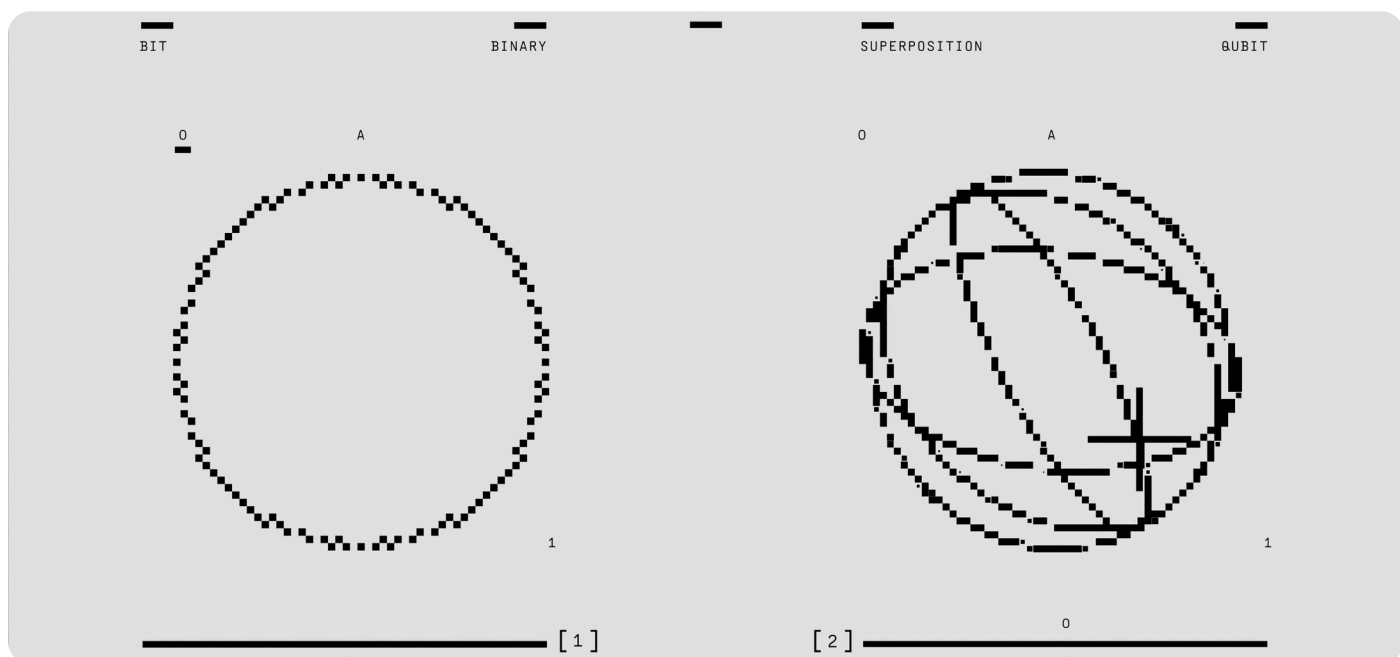 BIT BINARY SUPERPOSITION QUBIT
0 A 0 A
1 1
0
[1] [2]